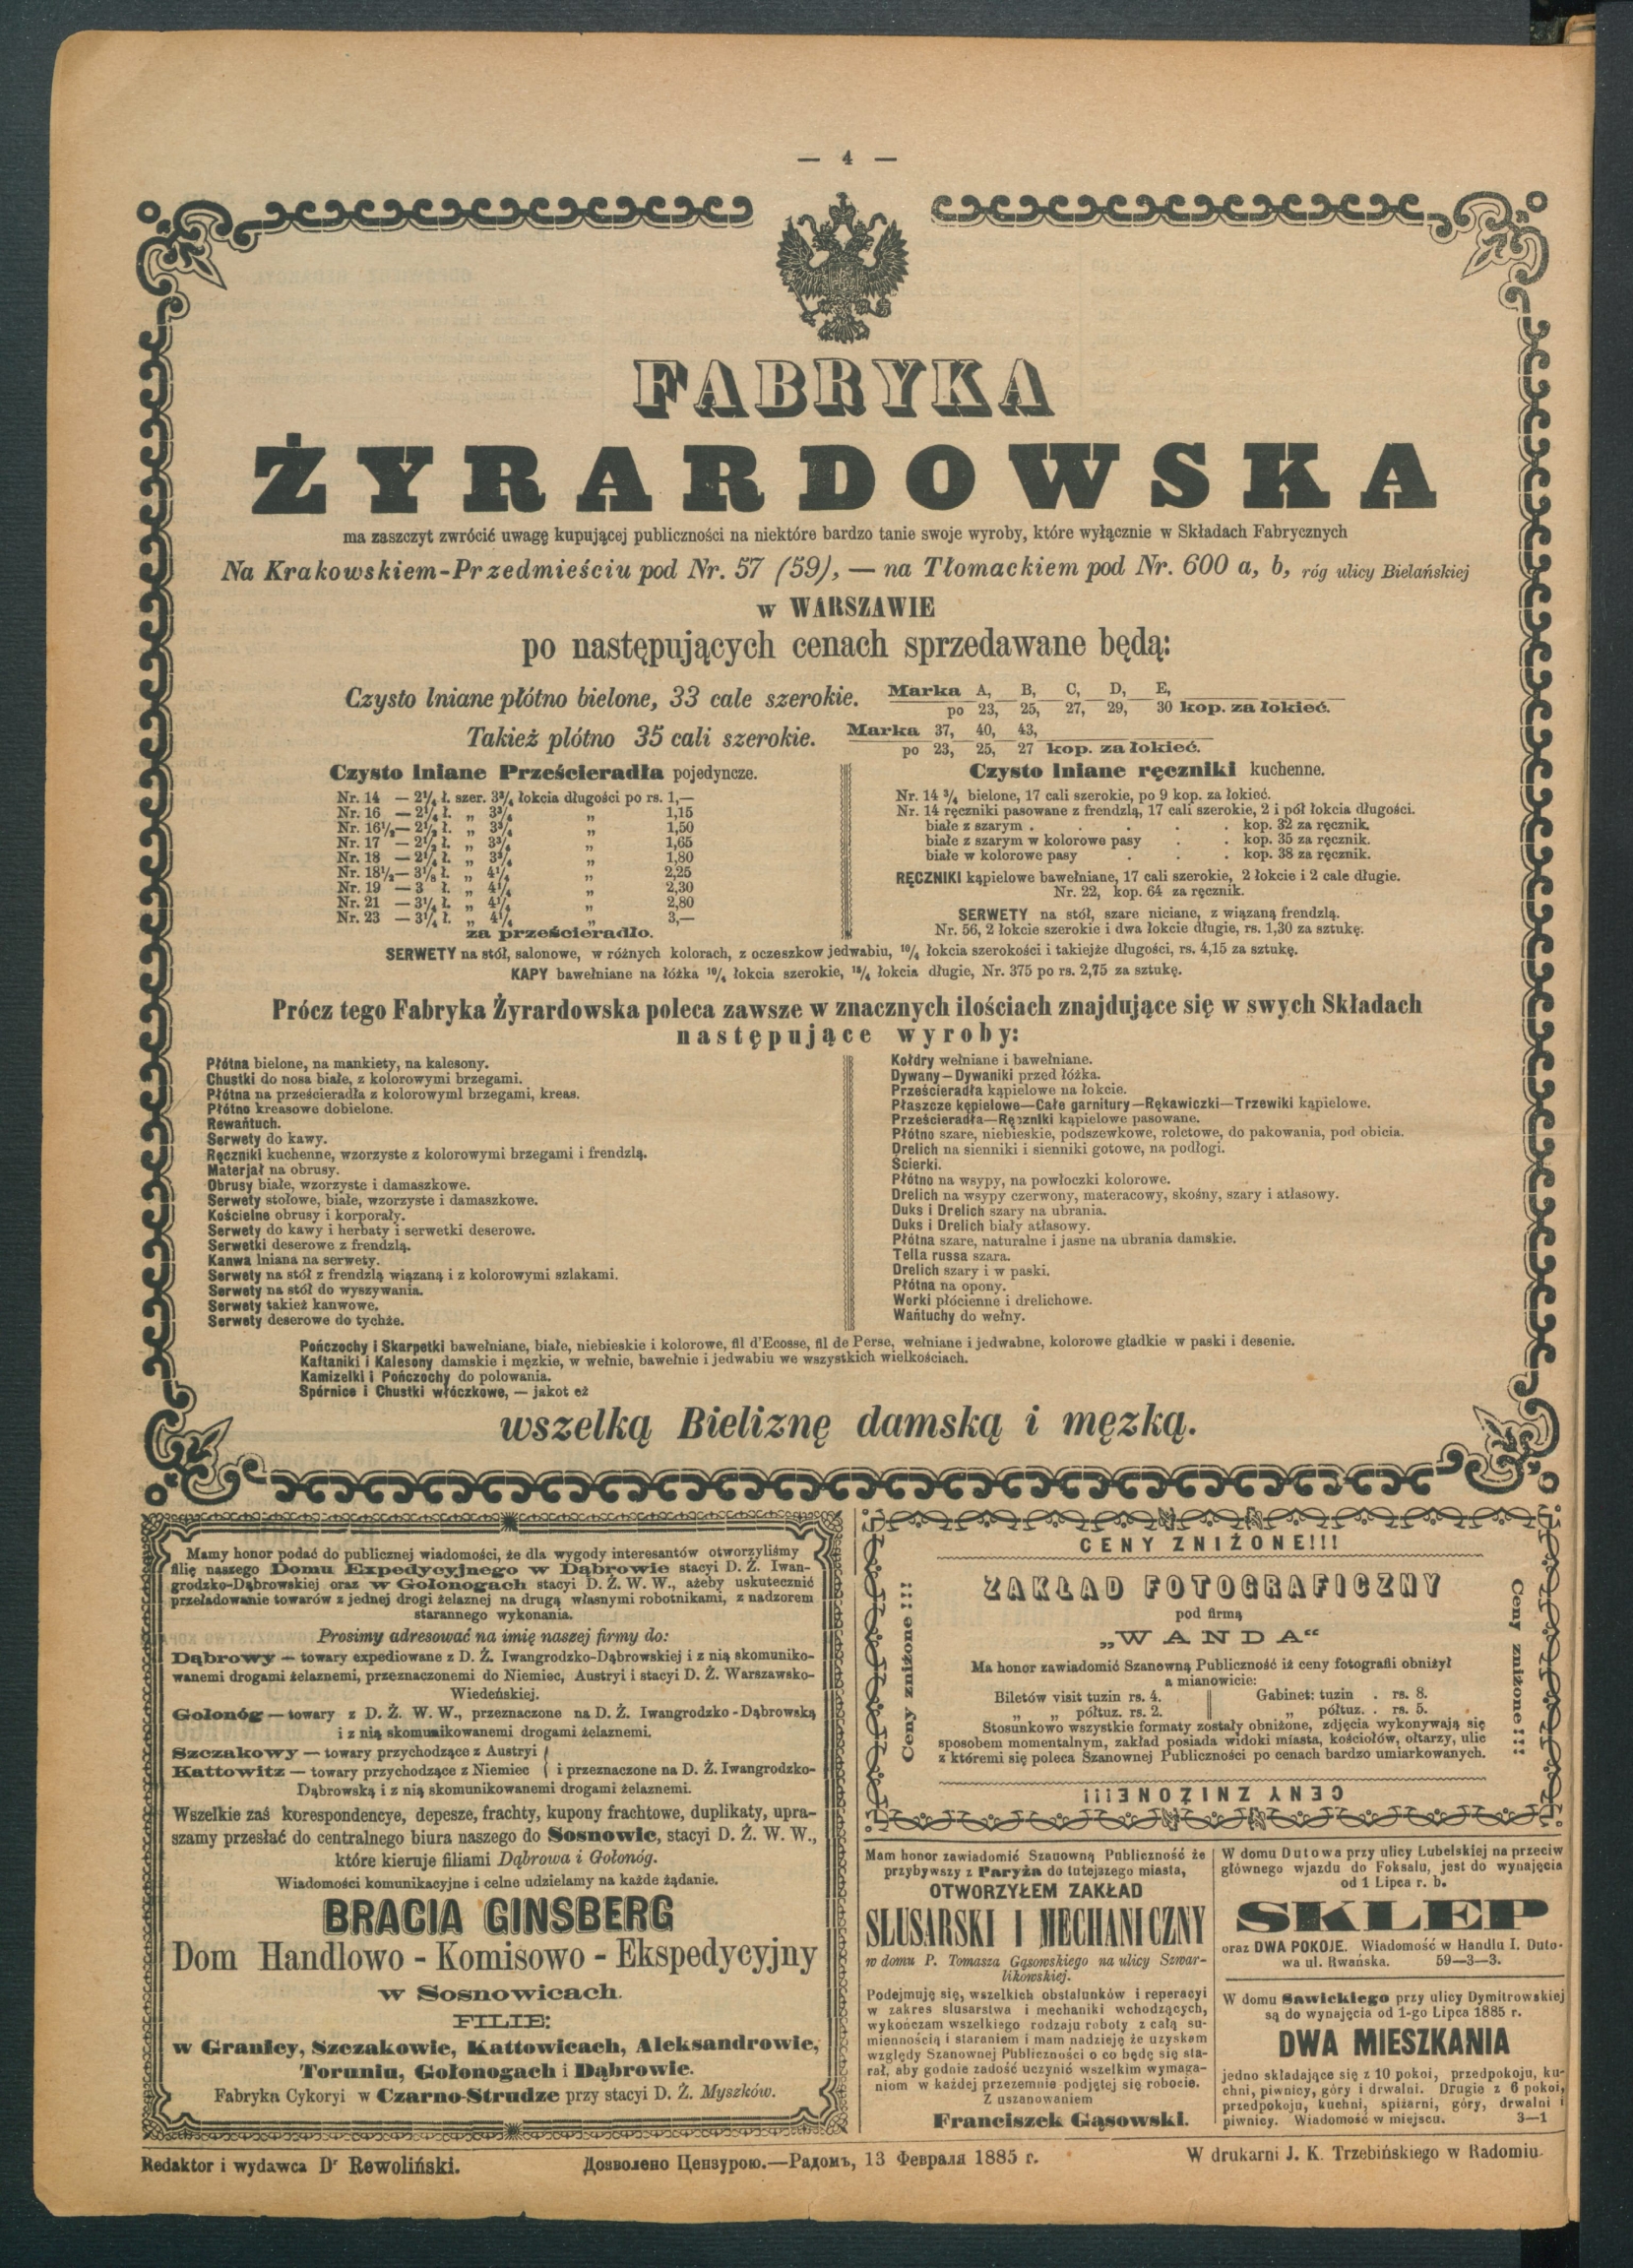 — 4 —
FABRYKA
ŻYRARDOWSKA
ma zaszczyt zwrócić uwagę kupującej publiczności na niektóre bardzo tanie swoje wyroby, które wyłącznie w Składach Fabrycznych
Na Krakowskiem-Przedmieściu pod Nr. 57 (59), — na Tłomackiem pod Nr. 600 a, b, róg ulicy Bielańskiej
w WARSZAWIE
po następujących cenach sprzedawane będą:
Czysto lniane płótno bielone, 33 cale szerokie. Marka A, B, C, D, E,
po 23, 25, 27, 29, 30 kop. za łokieć.
Takież płótno 35 cali szerokie. Marka 37, 40, 43,
po 23, 25, 27 kop. za łokieć.
Czysto lniane Prześcieradła pojedyncze.
Nr. 14 — 2¼ ł. szer. 3¾ łokcia długości po rs. 1,—
Nr. 16 — 2¼ ł. „ 3¾ „ 1,15
Nr. 16½— 2½ ł. „ 3¾ „ 1,50
Nr. 17 — 2½ ł. „ 3¾ „ 1,65
Nr. 18 — 2¼ ł. „ 3¾ „ 1,80
Nr. 18½— 3⅛ ł. „ 4¼ „ 2,25
Nr. 19 — 3 ł. „ 4¼ „ 2,30
Nr. 21 — 3¼ ł. „ 4¼ „ 2,80
Nr. 23 — 3¼ ł. „ 4¼ „ 3,—
za prześcieradło.
Czysto lniane ręczniki kuchenne.
Nr. 14 ¾ bielone, 17 cali szerokie, po 9 kop. za łokieć.
Nr. 14 ręczniki pasowane z frendzlą, 17 cali szerokie, 2 i pół łokcia długości.
białe z szarym . . . . . kop. 32 za ręcznik.
białe z szarym w kolorowe pasy . . kop. 35 za ręcznik.
białe w kolorowe pasy . . . kop. 38 za ręcznik.
RĘCZNIKI kąpielowe bawełniane, 17 cali szerokie, 2 łokcie i 2 cale długie.
Nr. 22, kop. 64 za ręcznik.
SERWETY na stół, szare niciane, z wiązaną frendzlą.
Nr. 56, 2 łokcie szerokie i dwa łokcie długie, rs. 1,30 za sztukę.
SERWETY na stół, salonowe, w różnych kolorach, z oczeszkow jedwabiu, 10/4 łokcia szerokości i takiejże długości, rs. 4,15 za sztukę.
KAPY bawełniane na łóżka 10/4 łokcia szerokie, 18/4 łokcia długie, Nr. 375 po rs. 2,75 za sztukę.
Prócz tego Fabryka Żyrardowska poleca zawsze w znacznych ilościach znajdujące się w swych Składach
następujące wyroby:
Płótna bielone, na mankiety, na kalesony.
Chustki do nosa białe, z kolorowymi brzegami.
Płótna na prześcieradła z kolorowyml brzegami, kreas.
Płótno kreasowe dobielone.
Rewańtuch.
Serwety do kawy.
Ręczniki kuchenne, wzorzyste z kolorowymi brzegami i frendzlą.
Materjał na obrusy.
Obrusy białe, wzorzyste i damaszkowe.
Serwety stołowe, białe, wzorzyste i damaszkowe.
Kościelne obrusy i korporały.
Serwety do kawy i herbaty i serwetki deserowe.
Serwetki deserowe z frendzlą.
Kanwa lniana na serwety.
Serwety na stół z frendzlą wiązaną i z kolorowymi szlakami.
Serwety na stół do wyszywania.
Serwety takież kanwowe.
Serwety deserowe do tychże.
Kołdry wełniane i bawełniane.
Dywany—Dywaniki przed łóżka.
Prześcieradła kąpielowe na łokcie.
Płaszcze kępielowe—Całe garnitury—Rękawiczki—Trzewiki kąpielowe.
Prześcieradła—Ręczniki kąpielowe pasowane.
Płótno szare, niebieskie, podszewkowe, roletowe, do pakowania, pod obicia.
Drelich na sienniki i sienniki gotowe, na podłogi.
Ścierki.
Płótno na wsypy, na powłoczki kolorowe.
Drelich na wsypy czerwony, materacowy, skośny, szary i atłasowy.
Duks i Drelich szary na ubrania.
Duks i Drelich biały atłasowy.
Płótna szare, naturalne i jasne na ubrania damskie.
Tella russa szara.
Drelich szary i w paski.
Płótna na opony.
Worki płócienne i drelichowe.
Wańtuchy do wełny.
Pończochy i Skarpetki bawełniane, białe, niebieskie i kolorowe, fil d'Ecosse, fil de Perse, wełniane i jedwabne, kolorowe gładkie w paski i desenie.
Kaftaniki i Kalesony damskie i męzkie, w wełnie, bawełnie i jedwabiu we wszystkich wielkościach.
Kamizelki i Pończochy do polowania.
Spórnice i Chustki włóczkowe, — jakot eż
wszelką Bieliznę damską i męzką.
Mamy honor podać do publicznej wiadomości, że dla wygody interesantów otworzyliśmy
filię naszego Domu Expedycyjnego w Dąbrowie stacyi D. Ż. Iwan-
grodzko-Dąbrowskiej oraz w Gołonogach stacyi D. Ż. W. W., ażeby uskutecznić
przeładowanie towarów z jednej drogi żelaznej na drugą własnymi robotnikami, z nadzorem
starannego wykonania.
Prosimy adresować na imię naszej firmy do:
Dąbrowy — towary expediowane z D. Ż. Iwangrodzko-Dąbrowskiej i z nią skomuniko-
wanemi drogami żelaznemi, przeznaczonemi do Niemiec, Austryi i stacyi D. Ż. Warszawsko-
Wiedeńskiej.
Gołonóg — towary z D. Ż. W. W., przeznaczone na D. Ż. Iwangrodzko-Dąbrowską
i z nią skomunikowanemi drogami żelaznemi.
Szczakowy — towary przychodzące z Austryi
Kattowitz — towary przychodzące z Niemiec i przeznaczone na D. Ż. Iwangrodzko-
Dąbrowską i z nią skomunikowanemi drogami żelaznemi.
Wszelkie zaś korespondencye, depesze, frachty, kupony frachtowe, duplikaty, upra-
szamy przesłać do centralnego biura naszego do Sosnowic, stacyi D. Ż. W. W.,
które kieruje filiami Dąbrowa i Gołonóg.
Wiadomości komunikacyjne i celne udzielamy na każde żądanie.
BRACIA GINSBERG
Dom Handlowo - Komisowo - Ekspedycyjny
w Sosnowicach.
FILIE:
w Granicy, Szczakowie, Kattowicach, Aleksandrowie,
Toruniu, Gołonogach i Dąbrowie.
Fabryka Cykoryi w Czarno-Strudze przy stacyi D. Ż. Myszków.
CENY ZNIŻONE!!!
Ceny zniżone !!!
ZAKŁAD FOTOGRAFICZNY
pod firmą
„WANDA“
Ma honor zawiadomić Szanowną Publiczność iż ceny fotografii obniżył
a mianowicie:
Biletów visit tuzin rs. 4. Gabinet: tuzin . rs. 8.
„ „ półtuz. rs. 2. „ półtuz. . rs. 5.
Stosunkowo wszystkie formaty zostały obniżone, zdjęcia wykonywają się
sposobem momentalnym, zakład posiada widoki miasta, kościołów, ołtarzy, ulic
z któremi się poleca Szanownej Publiczności po cenach bardzo umiarkowanych.
Ceny zniżone!!!
CENY ZNIŻONE!!!
Mam honor zawiadomić Szanowną Publiczność że
przybywszy z Paryża do tutejszego miasta,
OTWORZYŁEM ZAKŁAD
SLUSARSKI I MECHANICZNY
w domu P. Tomasza Gąsowskiego na ulicy Szwar-
likowskiej.
Podejmuję się, wszelkich obstalunków i reperacyi
w zakres slusarstwa i mechaniki wchodzących,
wykończam wszelkiego rodzaju roboty z całą su-
miennością i staraniem i mam nadzieję że uzyskam
względy Szanownej Publiczności o co będę się sta-
rał, aby godnie zadość uczynić wszelkim wymaga-
niom w każdej przezemnie podjętej się robocie.
Z uszanowaniem
Franciszek Gąsowski.
W domu Dutowa przy ulicy Lubelskiej na przeciw
głównego wjazdu do Foksalu, jest do wynajęcia
od 1 Lipca r. b.
SKLEP
oraz DWA POKOJE. Wiadomość w Handlu I. Duto-
wa ul. Rwańska. 59—3—3.
W domu Sawickiego przy ulicy Dymitrowskiej
są do wynajęcia od 1-go Lipca 1885 r.
DWA MIESZKANIA
jedno składające się z 10 pokoi, przedpokoju, ku-
chni, piwnicy, góry i drwalni. Drugie z 6 pokoi,
przedpokoju, kuchni, spiżarni, góry, drwalni i
piwnicy. Wiadomość w miejscu. 3—1
Redaktor i wydawca Dr Rewoliński.
Дозволено Цензурою.—Радомъ, 13 Февраля 1885 г.
W drukarni J. K. Trzebińskiego w Radomiu